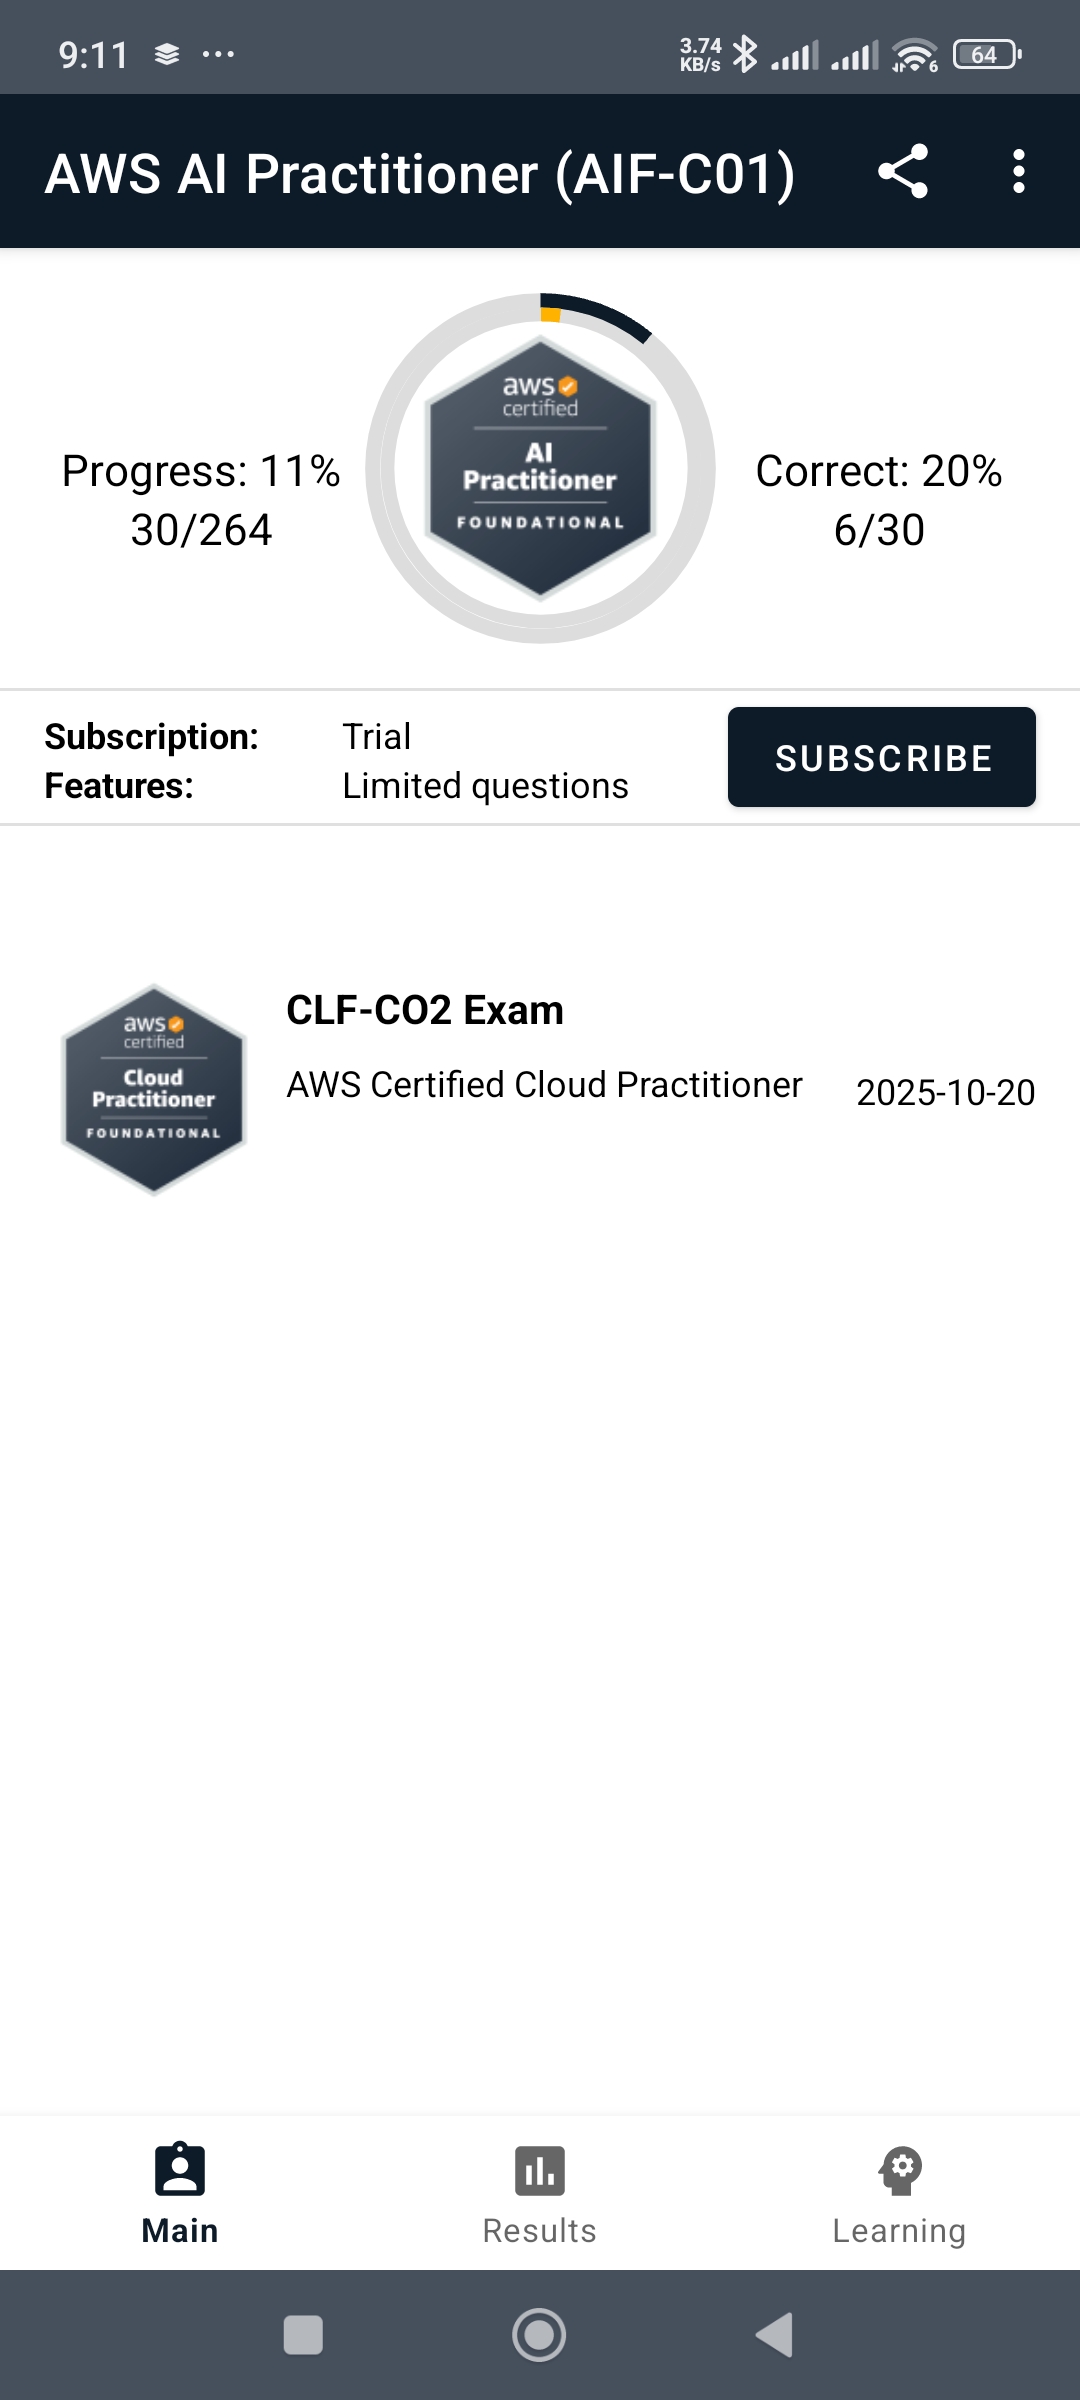 9:11
3.74
KB/s
6
64
AWS AI Practitioner (AIF-C01)
aws
certified
AI
Practitioner
FOUNDATIONAL
Progress: 11%
30/264
Correct: 20%
6/30
Subscription: Trial
Features: Limited questions
SUBSCRIBE
aws
certified
Cloud
Practitioner
FOUNDATIONAL
CLF-CO2 Exam
AWS Certified Cloud Practitioner
2025-10-20
Main
Results
Learning